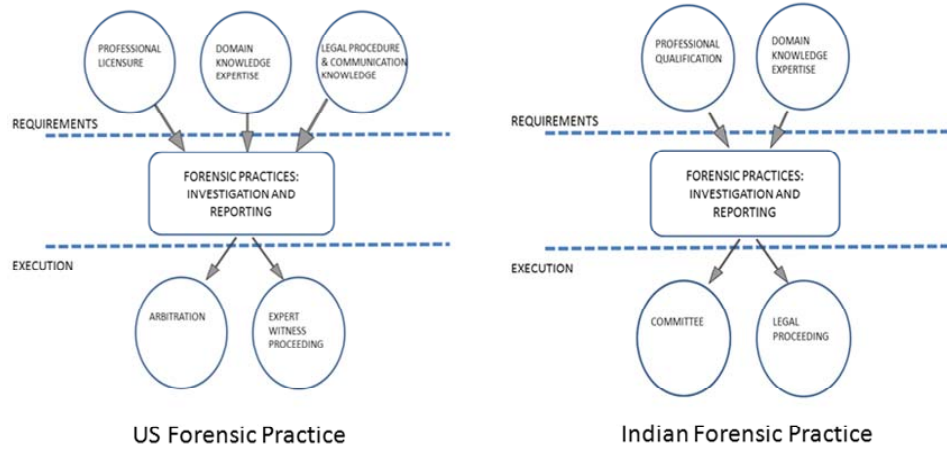 PROFESSIONAL
LICENSURE
DOMAIN
KNOWLEDGE
EXPERTISE
LEGAL PROCEDURE
& COMMUNICATION
KNOWLEDGE
REQUIREMENTS
FORENSIC PRACTICES:
INVESTIGATION AND
REPORTING
EXECUTION
ARBITRATION
EXPERT
WITNESS
PROCEEDING
US Forensic Practice
PROFESSIONAL
QUALIFICATION
DOMAIN
KNOWLEDGE
EXPERTISE
REQUIREMENTS
FORENSIC PRACTICES:
INVESTIGATION AND
REPORTING
EXECUTION
COMMITTEE
LEGAL
PROCEEDING
Indian Forensic Practice